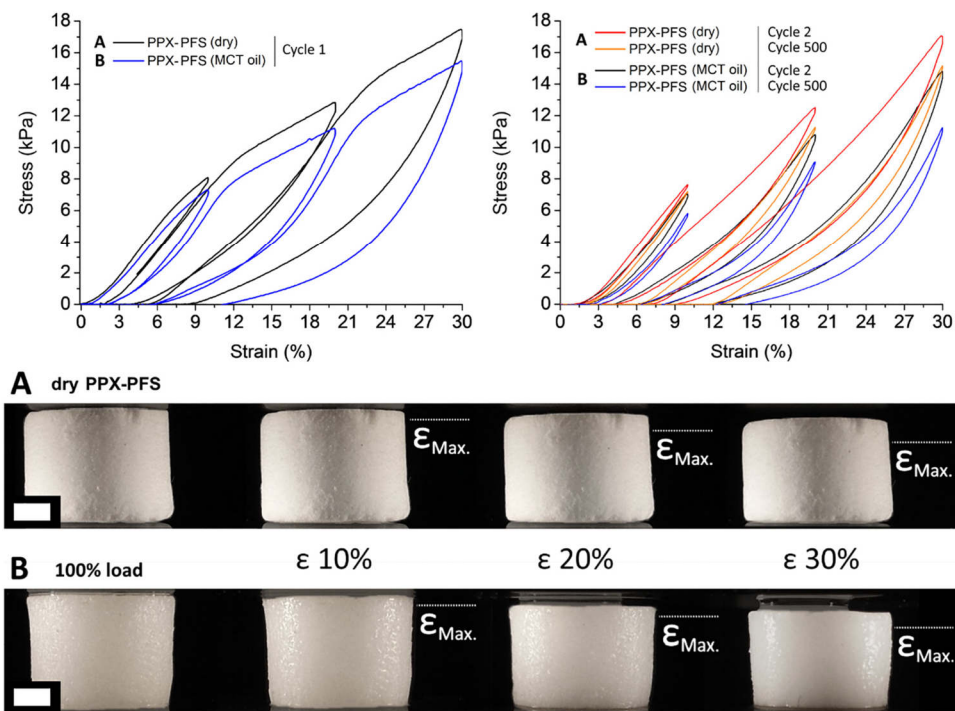 A PPX-PFS (dry)
B PPX-PFS (MCT oil)
Cycle 1
18
16
14
12
10
8
6
4
2
0
Stress (kPa)
0 3 6 9 12 15 18 21 24 27 30
Strain (%)
A PPX-PFS (dry) Cycle 2
PPX-PFS (dry) Cycle 500
B PPX-PFS (MCT oil) Cycle 2
PPX-PFS (MCT oil) Cycle 500
18
16
14
12
10
8
6
4
2
0
Stress (kPa)
0 3 6 9 12 15 18 21 24 27 30
Strain (%)
A dry PPX-PFS
εMax. εMax. εMax.
ε 10% ε 20% ε 30%
B 100% load
εMax. εMax. εMax.